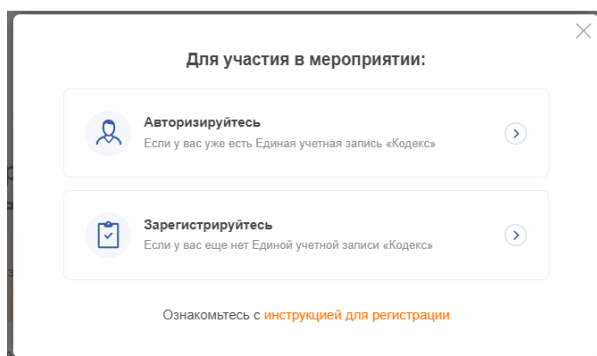 Для участия в мероприятии:
Авторизируйтесь
Если у вас уже есть Единая учетная запись «Кодекс»
Зарегистрируйтесь
Если у вас еще нет Единой учетной записи «Кодекс»
Ознакомьтесь с инструкцией для регистрации